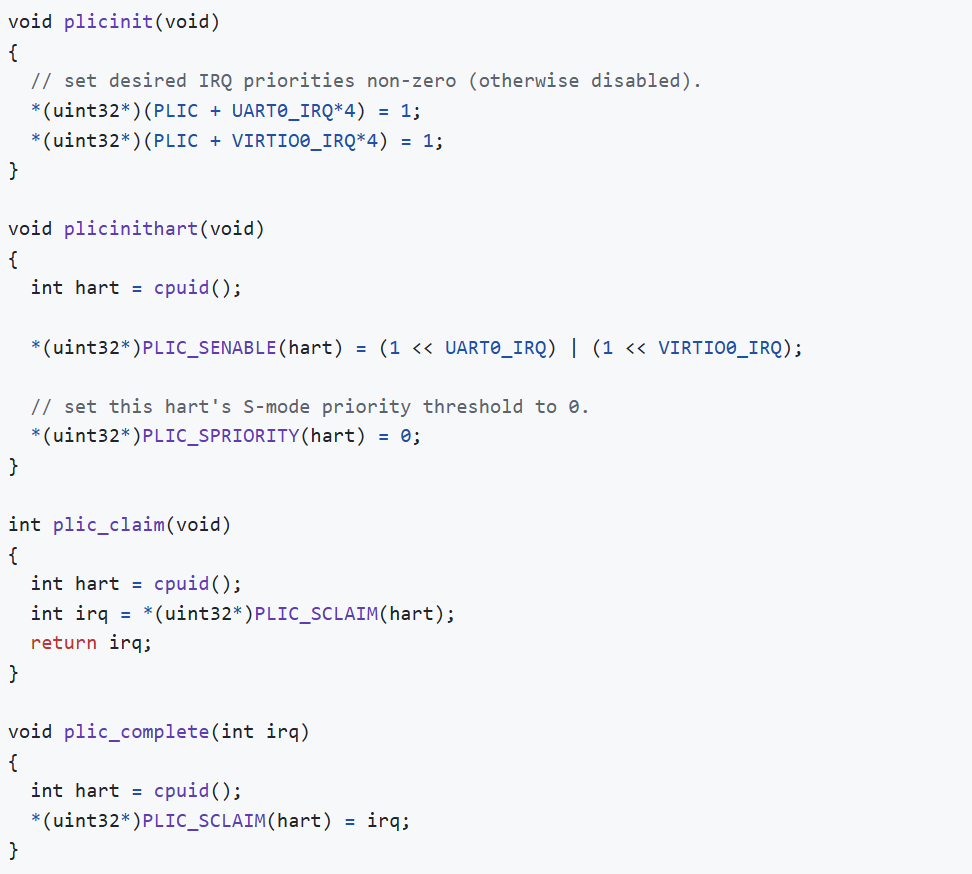 void plicinit(void)
{
  // set desired IRQ priorities non-zero (otherwise disabled).
  *(uint32*)(PLIC + UART0_IRQ*4) = 1;
  *(uint32*)(PLIC + VIRTIO0_IRQ*4) = 1;
}

void plicinithart(void)
{
  int hart = cpuid();

  *(uint32*)PLIC_SENABLE(hart) = (1 << UART0_IRQ) | (1 << VIRTIO0_IRQ);

  // set this hart's S-mode priority threshold to 0.
  *(uint32*)PLIC_SPRIORITY(hart) = 0;
}

int plic_claim(void)
{
  int hart = cpuid();
  int irq = *(uint32*)PLIC_SCLAIM(hart);
  return irq;
}

void plic_complete(int irq)
{
  int hart = cpuid();
  *(uint32*)PLIC_SCLAIM(hart) = irq;
}